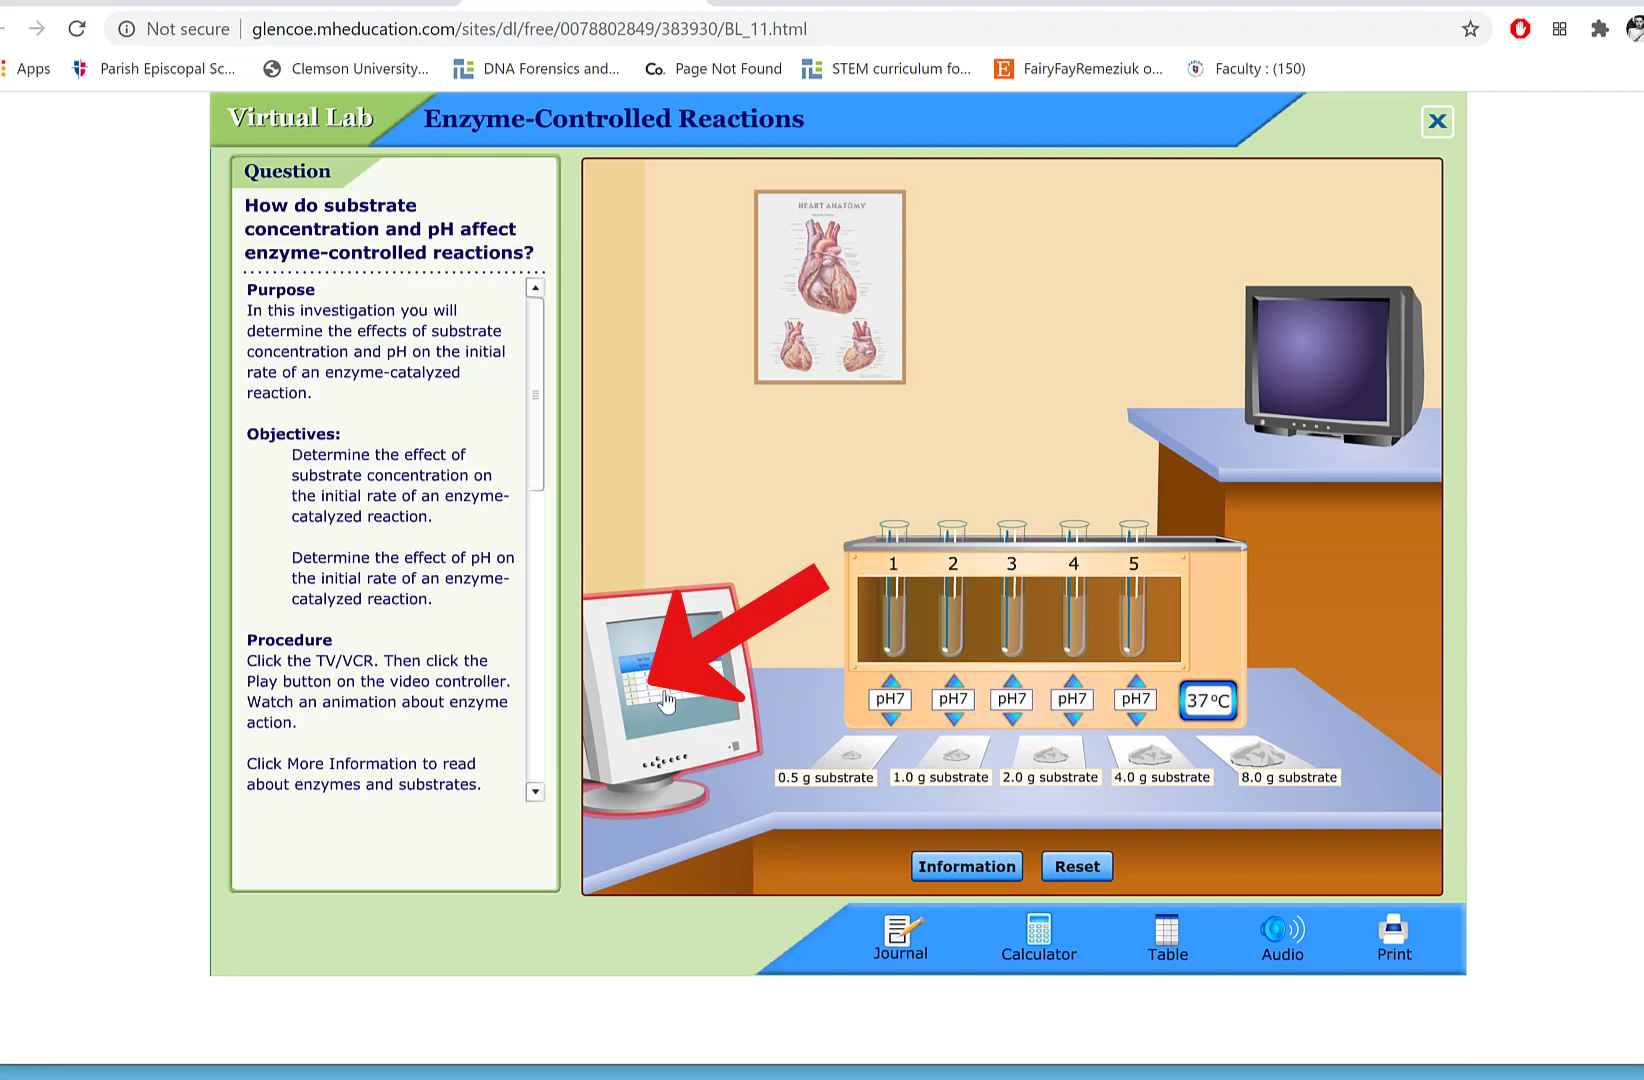 Not secure
glencoe.mheducation.com/sites/dl/free/0078802849/383930/BL_11.html
Apps
Parish Episcopal Sc...
Clemson University...
DNA Forensics and...
Co. Page Not Found
STEM curriculum fo...
E FairyFayRemeziuk o...
Faculty : (150)
Virtual Lab
Enzyme-Controlled Reactions
X
Question
How do substrate
concentration and pH affect
enzyme-controlled reactions?
Purpose
In this investigation you will
determine the effects of substrate
concentration and pH on the initial
rate of an enzyme-catalyzed
reaction.
Objectives:
Determine the effect of
substrate concentration on
the initial rate of an enzyme-
catalyzed reaction.
Determine the effect of pH on
the initial rate of an enzyme-
catalyzed reaction.
Procedure
Click the TV/VCR. Then click the
Play button on the video controller.
Watch an animation about enzyme
action.
Click More Information to read
about enzymes and substrates.
HEART ANATOMY
1 2 3 4 5
pH7 pH7 pH7 pH7 pH7 37°C
0.5 g substrate 1.0 g substrate 2.0 g substrate 4.0 g substrate 8.0 g substrate
Information Reset
Journal Calculator Table Audio Print